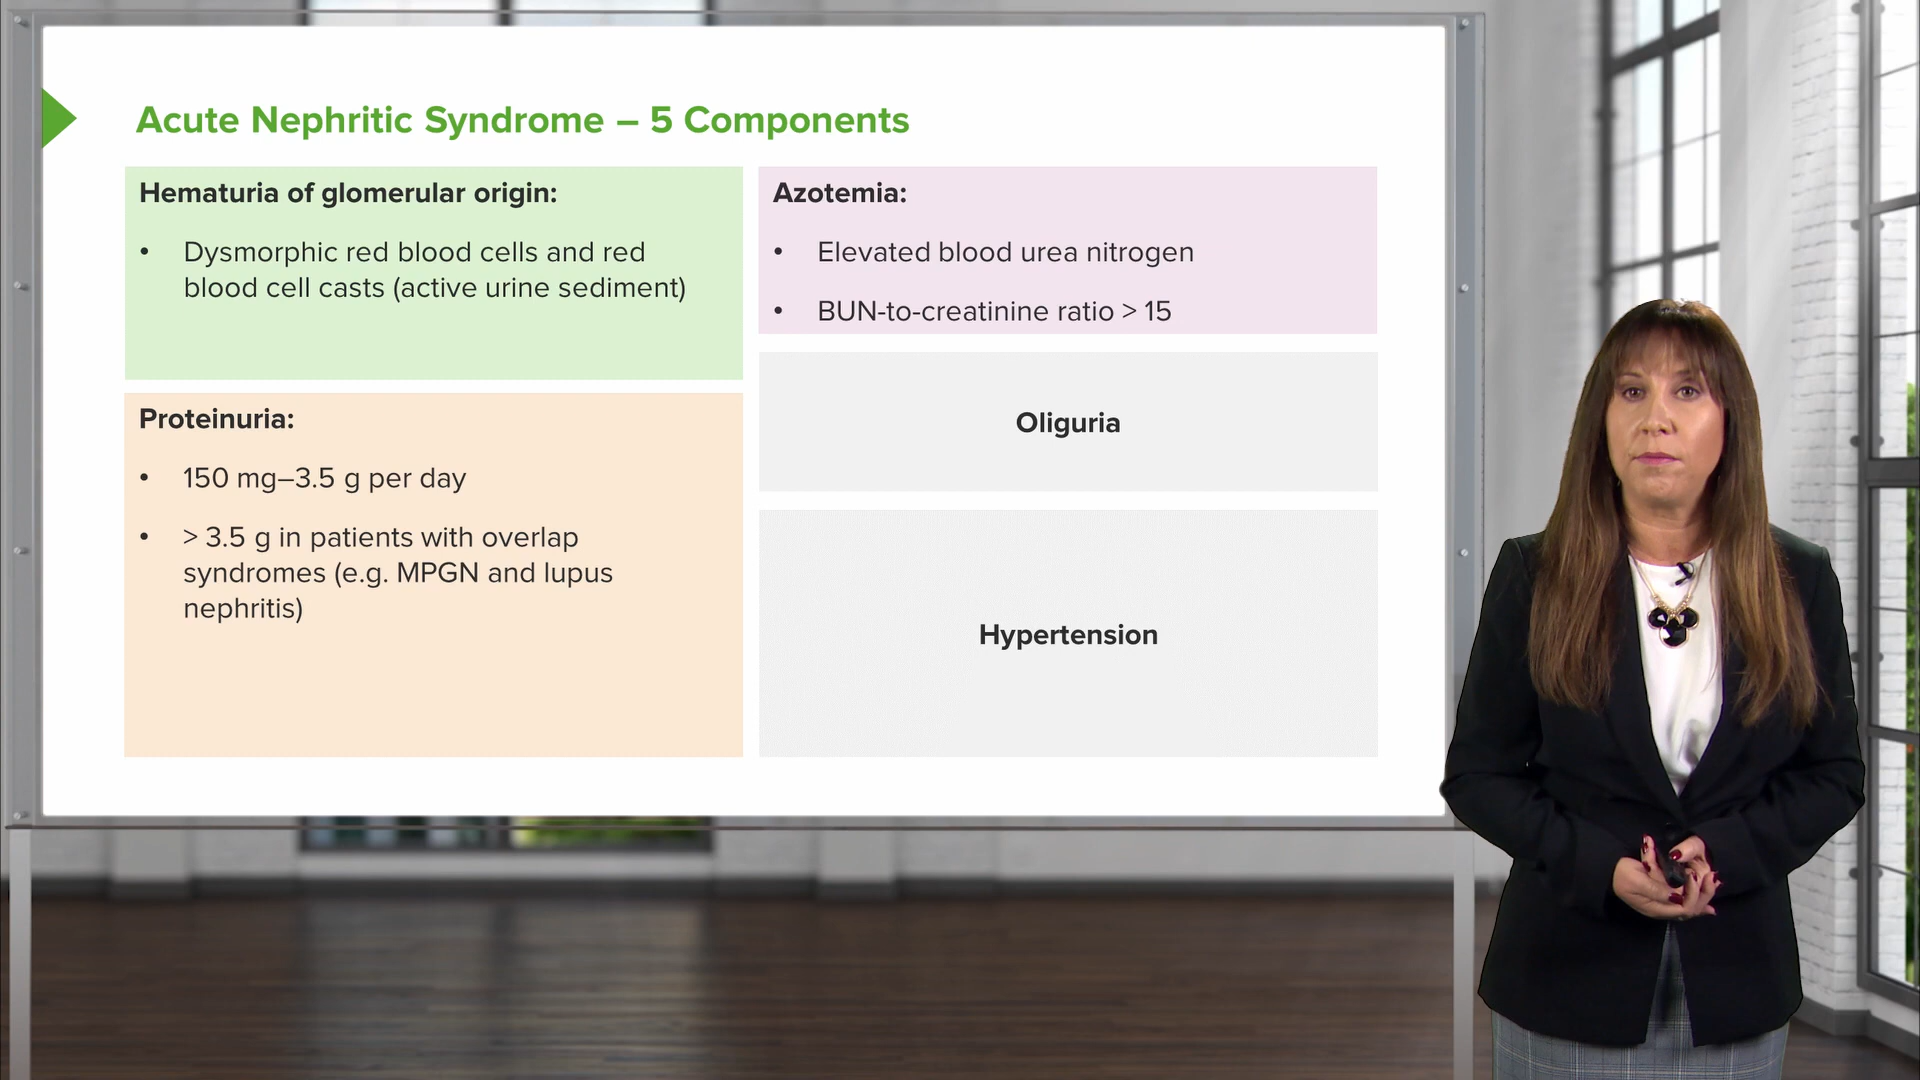 Acute Nephritic Syndrome – 5 Components
Hematuria of glomerular origin:
• Dysmorphic red blood cells and red
blood cell casts (active urine sediment)
Proteinuria:
• 150 mg–3.5 g per day
• > 3.5 g in patients with overlap
syndromes (e.g. MPGN and lupus
nephritis)
Azotemia:
• Elevated blood urea nitrogen
• BUN-to-creatinine ratio > 15
Oliguria
Hypertension